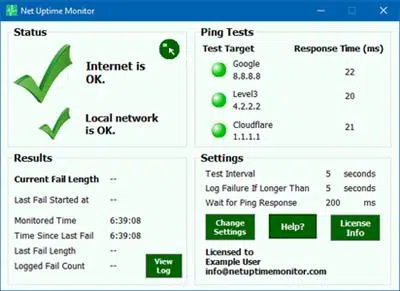 Net Uptime Monitor
Status
Internet is
OK.
Local network
is OK.
Ping Tests
Test Target Response Time (ms)
Google
8.8.8.8 22
Level3
4.2.2.2 20
Cloudflare
1.1.1.1 21
Results
Current Fail Length --
Last Fail Started at --
Monitored Time 6:39:08
Time Since Last Fail 6:39:08
Last Fail Length --
Logged Fail Count --
View
Log
Settings
Test Interval 5 seconds
Log Failure If Longer Than 5 seconds
Wait for Ping Response 200 ms
Change
Settings
Help?
License
Info
Licensed to
Example User
info@netuptimemonitor.com